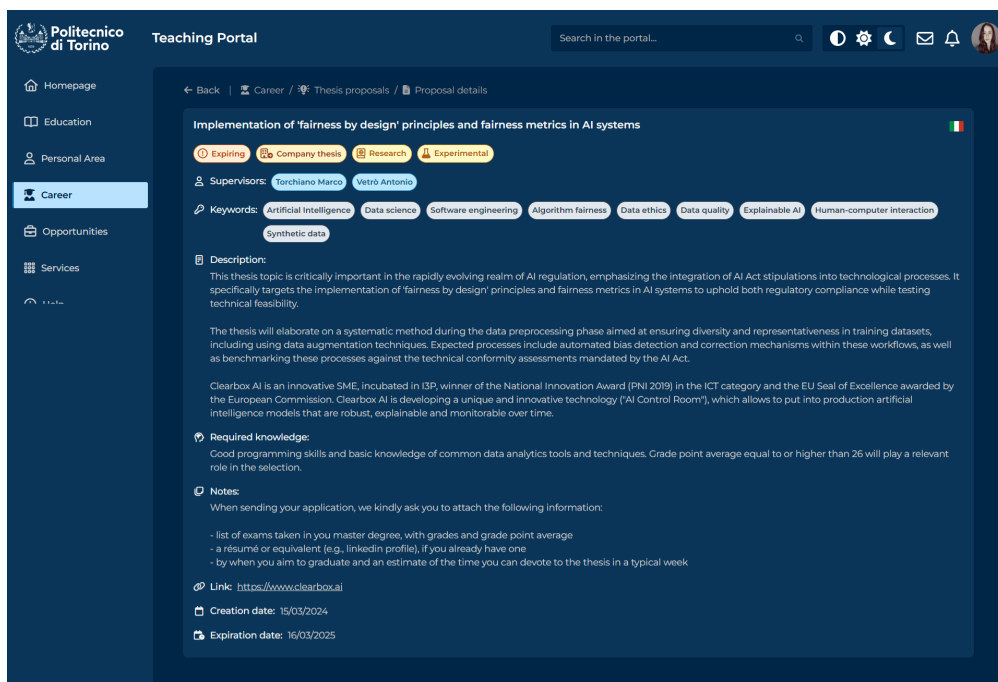 Politecnico
di Torino
Teaching Portal
Search in the portal...
Homepage
Education
Personal Area
Career
Opportunities
Services
Back | Career / Thesis proposals / Proposal details
Implementation of 'fairness by design' principles and fairness metrics in AI systems
Expiring Company thesis Research Experimental
Supervisors: Torchiano Marco Vetrò Antonio
Keywords: Artificial Intelligence Data science Software engineering Algorithm fairness Data ethics Data quality Explainable AI Human-computer interaction
Synthetic data
Description:
This thesis topic is critically important in the rapidly evolving realm of AI regulation, emphasizing the integration of AI Act stipulations into technological processes. It
specifically targets the implementation of 'fairness by design' principles and fairness metrics in AI systems to uphold both regulatory compliance while testing
technical feasibility.
The thesis will elaborate on a systematic method during the data preprocessing phase aimed at ensuring diversity and representativeness in training datasets,
including using data augmentation techniques. Expected processes include automated bias detection and correction mechanisms within these workflows, as well
as benchmarking these processes against the technical conformity assessments mandated by the AI Act.
Clearbox AI is an innovative SME, incubated in I3P, winner of the National Innovation Award (PNI 2019) in the ICT category and the EU Seal of Excellence awarded by
the European Commission. Clearbox AI is developing a unique and innovative technology ("AI Control Room"), which allows to put into production artificial
intelligence models that are robust, explainable and monitorable over time.
Required knowledge:
Good programming skills and basic knowledge of common data analytics tools and techniques. Grade point average equal to or higher than 26 will play a relevant
role in the selection.
Notes:
When sending your application, we kindly ask you to attach the following information:
- list of exams taken in you master degree, with grades and grade point average
- a résumé or equivalent (e.g., linkedin profile), if you already have one
- by when you aim to graduate and an estimate of the time you can devote to the thesis in a typical week
Link: https://www.clearbox.ai
Creation date: 15/03/2024
Expiration date: 16/03/2025